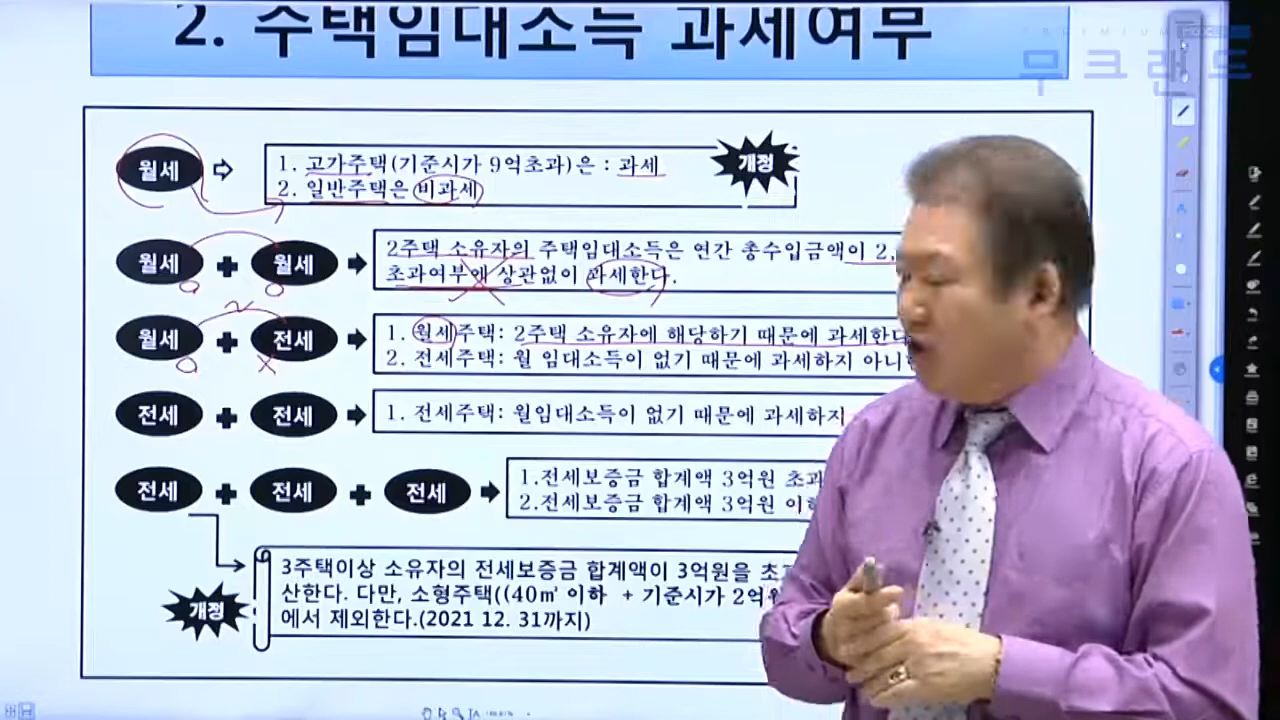 2. 주택임대소득 과세여부
PREMIUM
무크랜드
월세
1. 고가주택(기준시가 9억초과)은 : 과세
2. 일반주택은 비과세
개정
월세 + 월세
2주택 소유자의 주택임대소득은 연간 총수입금액이 2,
초과여부에 상관없이 과세한다.
월세 + 전세
1. 월세주택: 2주택 소유자에 해당하기 때문에 과세한다
2. 전세주택: 월 임대소득이 없기 때문에 과세하지 아니
전세 + 전세
1. 전세주택: 월임대소득이 없기 때문에 과세하지
전세 + 전세 + 전세
1.전세보증금 합계액 3억원 초과
2.전세보증금 합계액 3억원 이하
개정
3주택이상 소유자의 전세보증금 합계액이 3억원을 초과
산한다. 다만, 소형주택((40㎡ 이하 + 기준시가 2억원
에서 제외한다.(2021 12. 31까지)